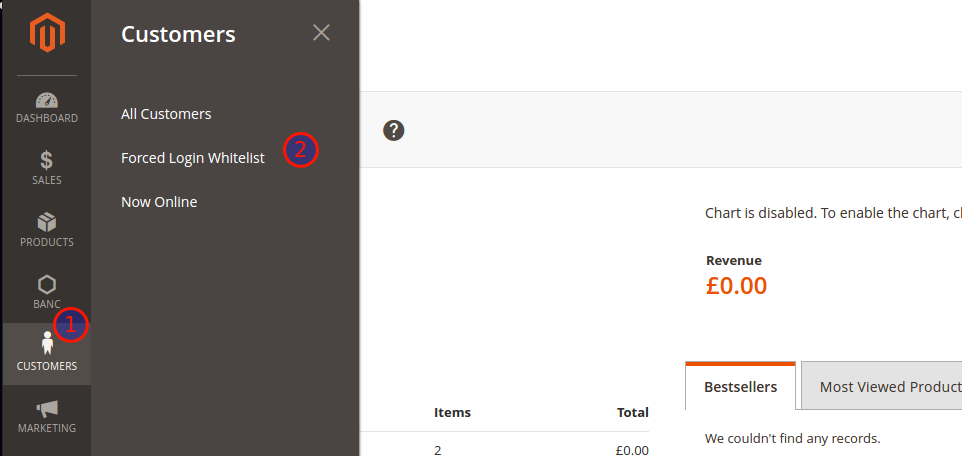 Customers
All Customers
Forced Login Whitelist
2
Now Online
DASHBOARD
SALES
PRODUCTS
BANC
1
CUSTOMERS
MARKETING
?
Chart is disabled. To enable the chart, cl
Revenue
£0.00
Bestsellers Most Viewed Product
Items Total
2 £0.00
We couldn't find any records.